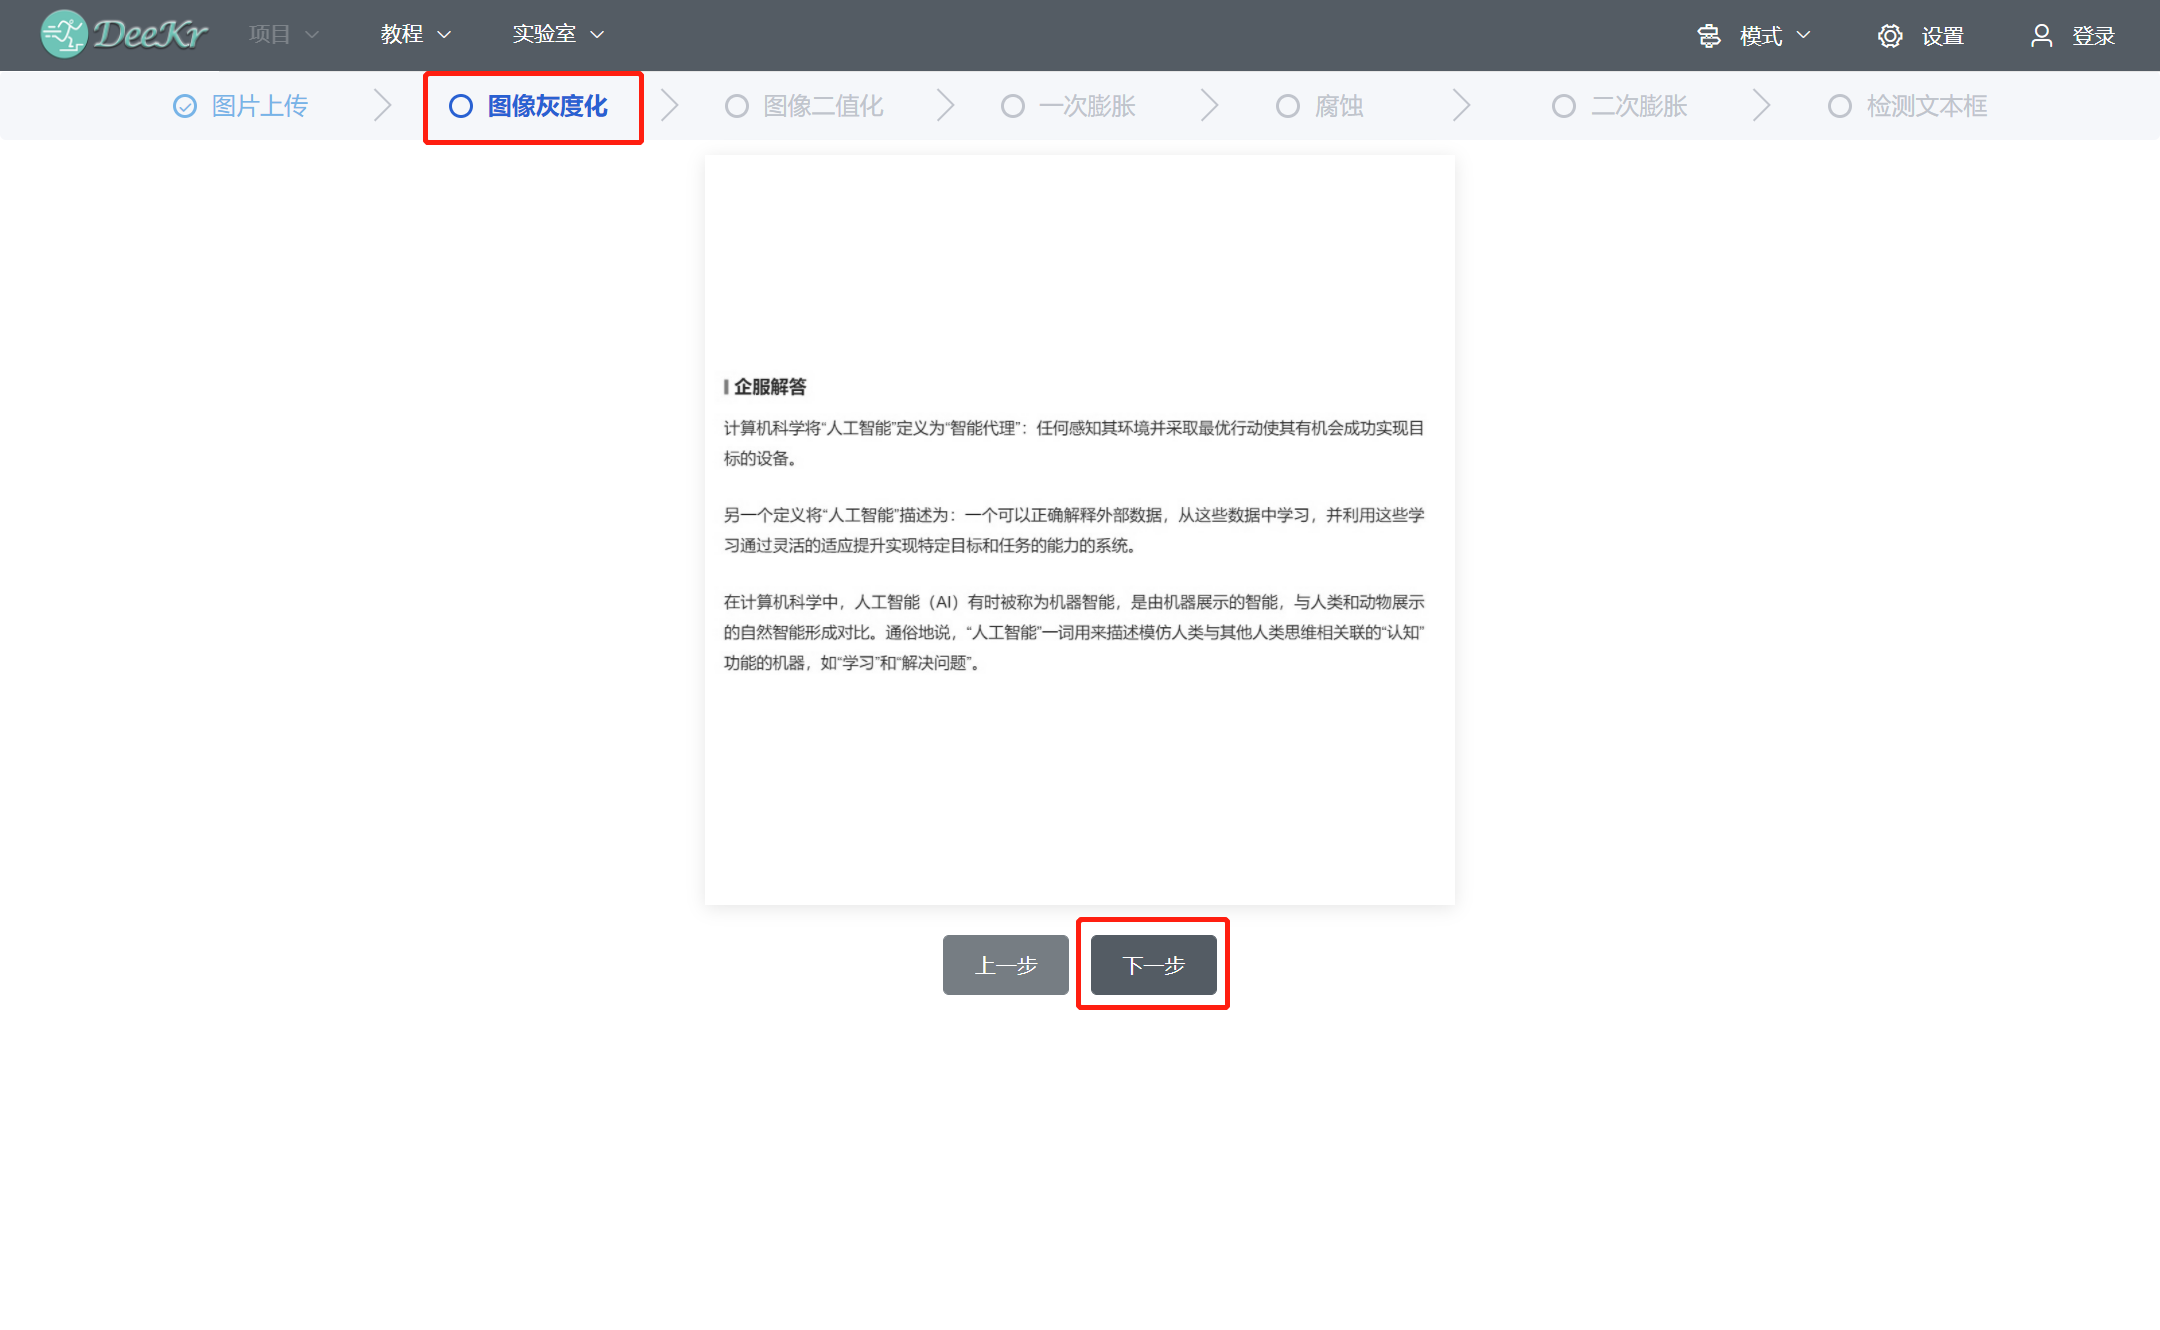 DeeKr 项目 教程 实验室 模式 设置 登录
图片上传 图像灰度化 图像二值化 一次膨胀 腐蚀 二次膨胀 检测文本框
企服解答
计算机科学将“人工智能”定义为“智能代理”：任何感知其环境并采取最优行动使其有机会成功实现目
标的设备。
另一个定义将“人工智能”描述为：一个可以正确解释外部数据，从这些数据中学习，并利用这些学
习通过灵活的适应提升实现特定目标和任务的能力的系统。
在计算机科学中，人工智能（AI）有时被称为机器智能，是由机器展示的智能，与人类和动物展示
的自然智能形成对比。通俗地说，“人工智能”一词用来描述模仿人类与其他人类思维相关联的“认知”
功能的机器，如“学习”和“解决问题”。
上一步 下一步